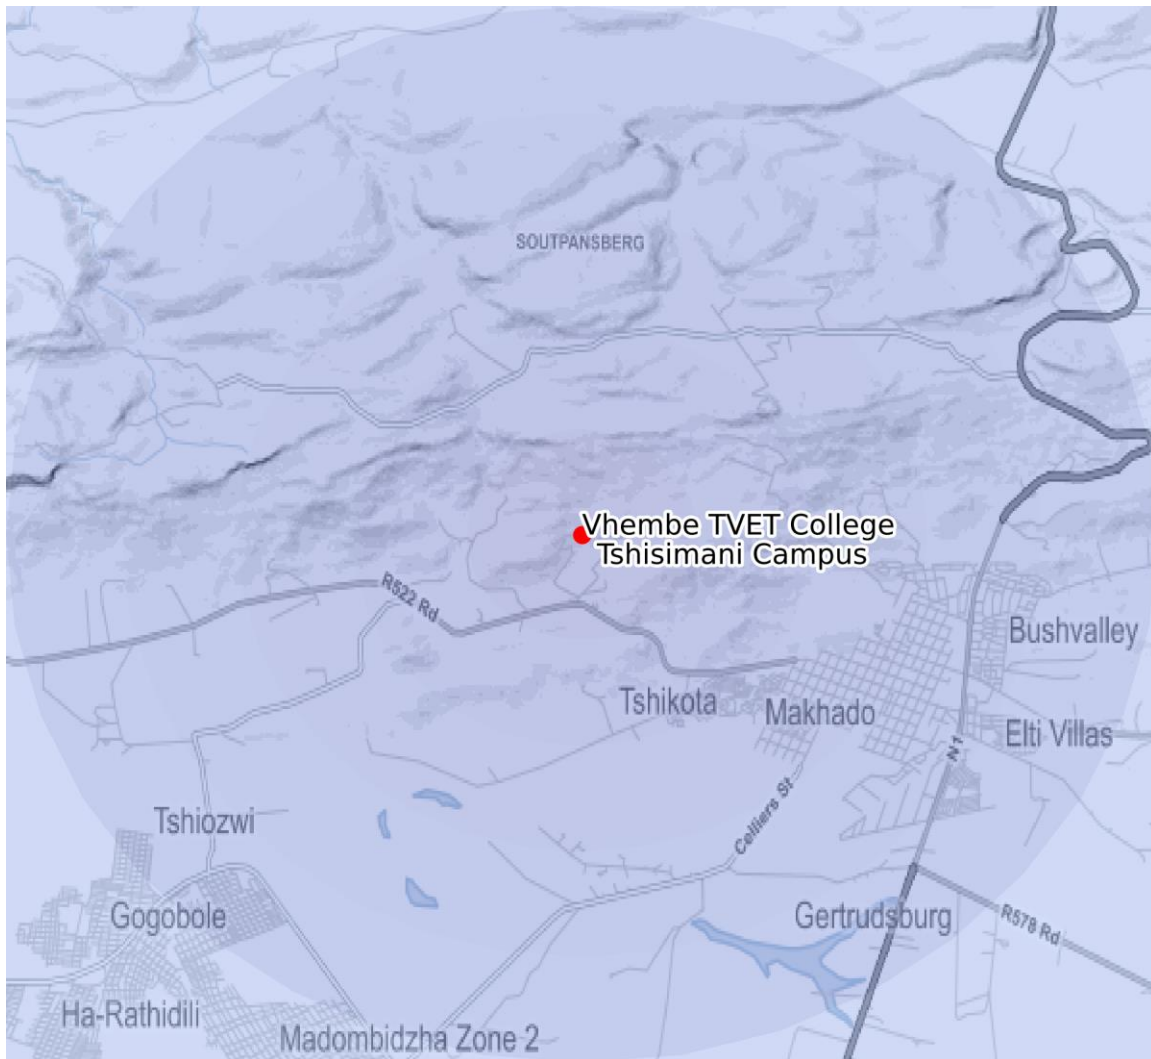 SOUTPANSBERG
Vhembe TVET College
Tshisimani Campus
R522 Rd
Bushvalley
Tshikota
Makhado
Elti Villas
N1
Tshiozwi
Celliers St
Gogobole
Gertrudsburg
R578 Rd
Ha-Rathidili
Madombidzha Zone 2